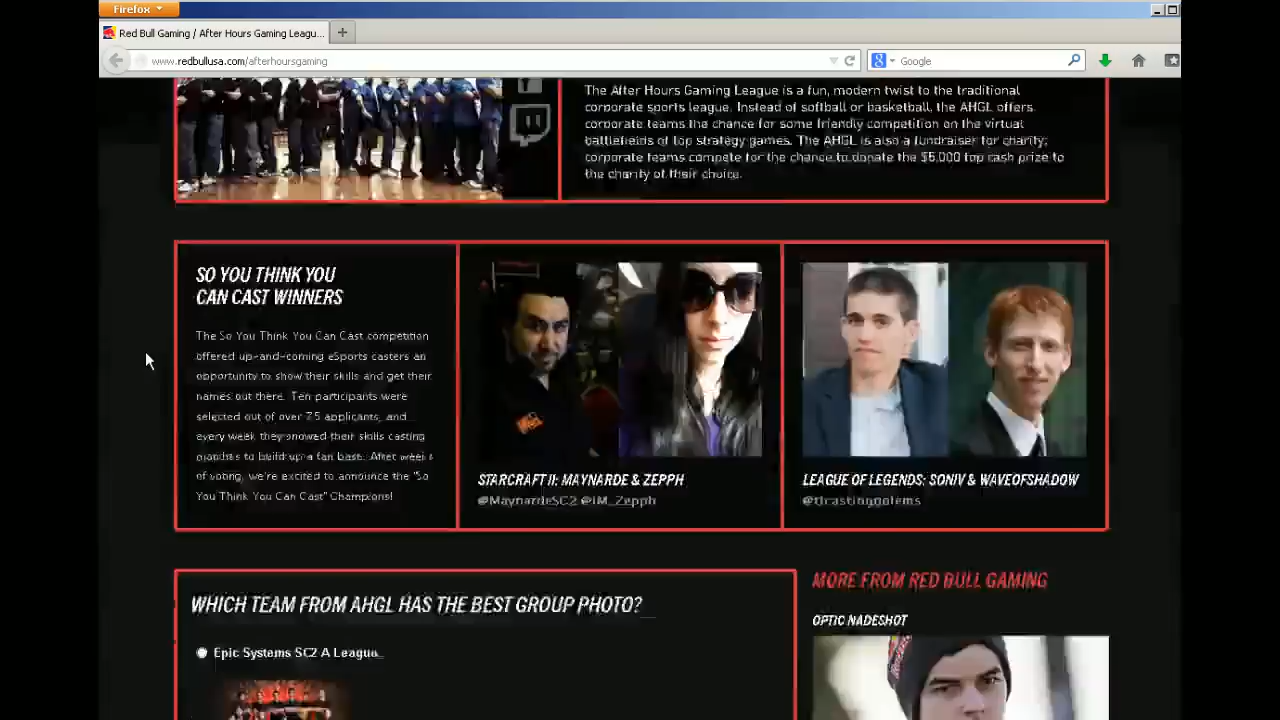 Firefox
Red Bull Gaming / After Hours Gaming Leagu...
www.redbullusa.com/afterhoursgaming
Google
The After Hours Gaming League is a fun, modern twist to the traditional
corporate sports league. Instead of softball or basketball, the AHGL offers
corporate teams the chance for some friendly competition on the virtual
battlefields of top strategy games. The AHGL is also a fundraiser for charity;
corporate teams compete for the chance to donate the $5,000 top cash prize to
the charity of their choice.
SO YOU THINK YOU
CAN CAST WINNERS
The So You Think You Can Cast competition
offered up-and-coming eSports casters an
opportunity to show their skills and get their
names out there. Ten participants were
selected out of over 75 applicants, and
every week they showed their skills casting
matches to build up a fan base. After weeks
of voting, we're excited to announce the "So
You Think You Can Cast" Champions!
STARCRAFT II: MAYNARDE & ZEPPH
@MaynardeSC2 @iM_Zepph
LEAGUE OF LEGENDS: SONIV & WAVEOFSHADOW
@tlcastinggolems
WHICH TEAM FROM AHGL HAS THE BEST GROUP PHOTO?
Epic Systems SC2 A League
MORE FROM RED BULL GAMING
OPTIC NADESHOT